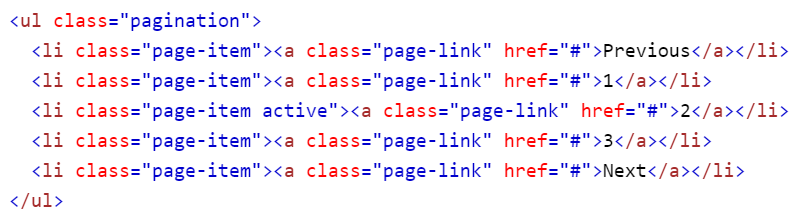 <ul class="pagination">
  <li class="page-item"><a class="page-link" href="#">Previous</a></li>
  <li class="page-item"><a class="page-link" href="#">1</a></li>
  <li class="page-item active"><a class="page-link" href="#">2</a></li>
  <li class="page-item"><a class="page-link" href="#">3</a></li>
  <li class="page-item"><a class="page-link" href="#">Next</a></li>
</ul>